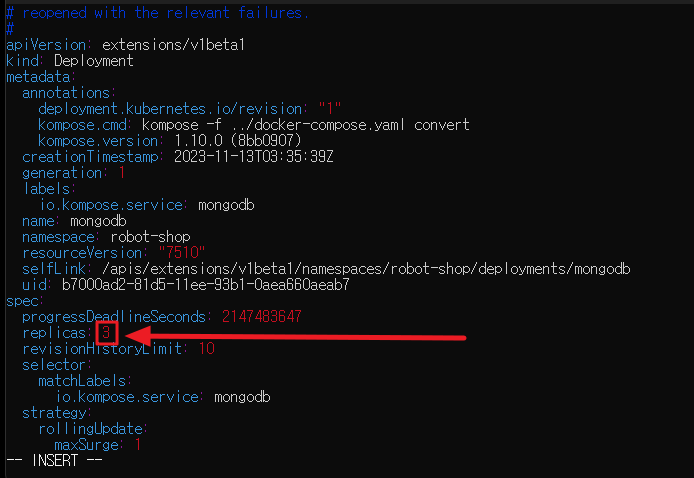 # reopened with the relevant failures.
#
apiVersion: extensions/v1beta1
kind: Deployment
metadata:
  annotations:
    deployment.kubernetes.io/revision: "1"
    kompose.cmd: kompose -f ../docker-compose.yaml convert
    kompose.version: 1.10.0 (8bb0907)
  creationTimestamp: 2023-11-13T03:35:39Z
  generation: 1
  labels:
    io.kompose.service: mongodb
  name: mongodb
  namespace: robot-shop
  resourceVersion: "7510"
  selfLink: /apis/extensions/v1beta1/namespaces/robot-shop/deployments/mongodb
  uid: b7000ad2-81d5-11ee-93b1-0aea660aeab7
spec:
  progressDeadlineSeconds: 2147483647
  replicas: 3
  revisionHistoryLimit: 10
  selector:
    matchLabels:
      io.kompose.service: mongodb
  strategy:
    rollingUpdate:
      maxSurge: 1
-- INSERT --